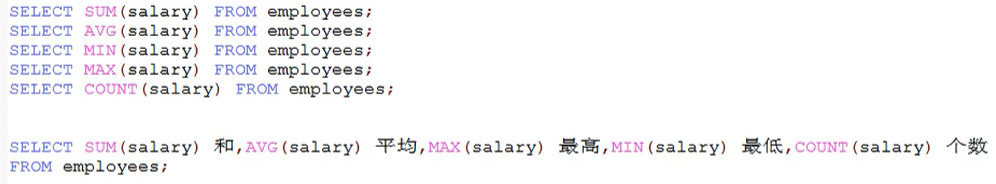 SELECT SUM(salary) FROM employees;
SELECT AVG(salary) FROM employees;
SELECT MIN(salary) FROM employees;
SELECT MAX(salary) FROM employees;
SELECT COUNT(salary) FROM employees;
SELECT SUM(salary) 和,AVG(salary) 平均,MAX(salary) 最高,MIN(salary) 最低,COUNT(salary) 个数
FROM employees;